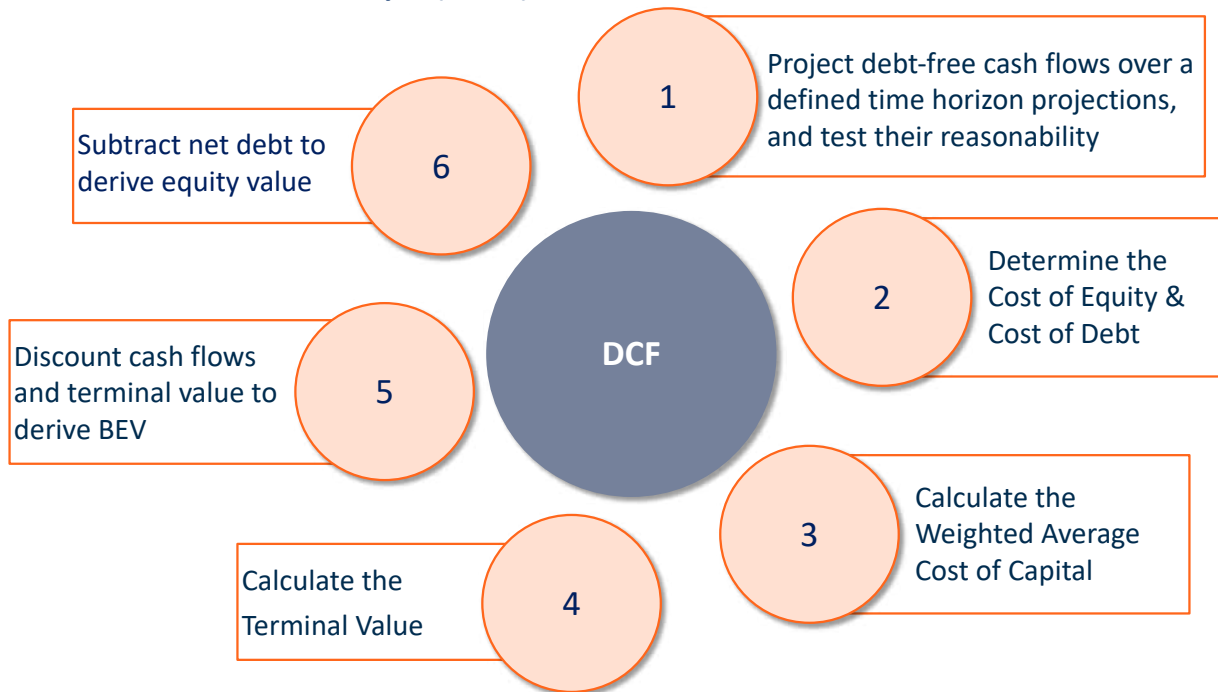 1
Project debt-free cash flows over a
defined time horizon projections,
and test their reasonability
2
Determine the
Cost of Equity &
Cost of Debt
3
Calculate the
Weighted Average
Cost of Capital
4
Calculate the
Terminal Value
5
Discount cash flows
and terminal value to
derive BEV
6
Subtract net debt to
derive equity value
DCF